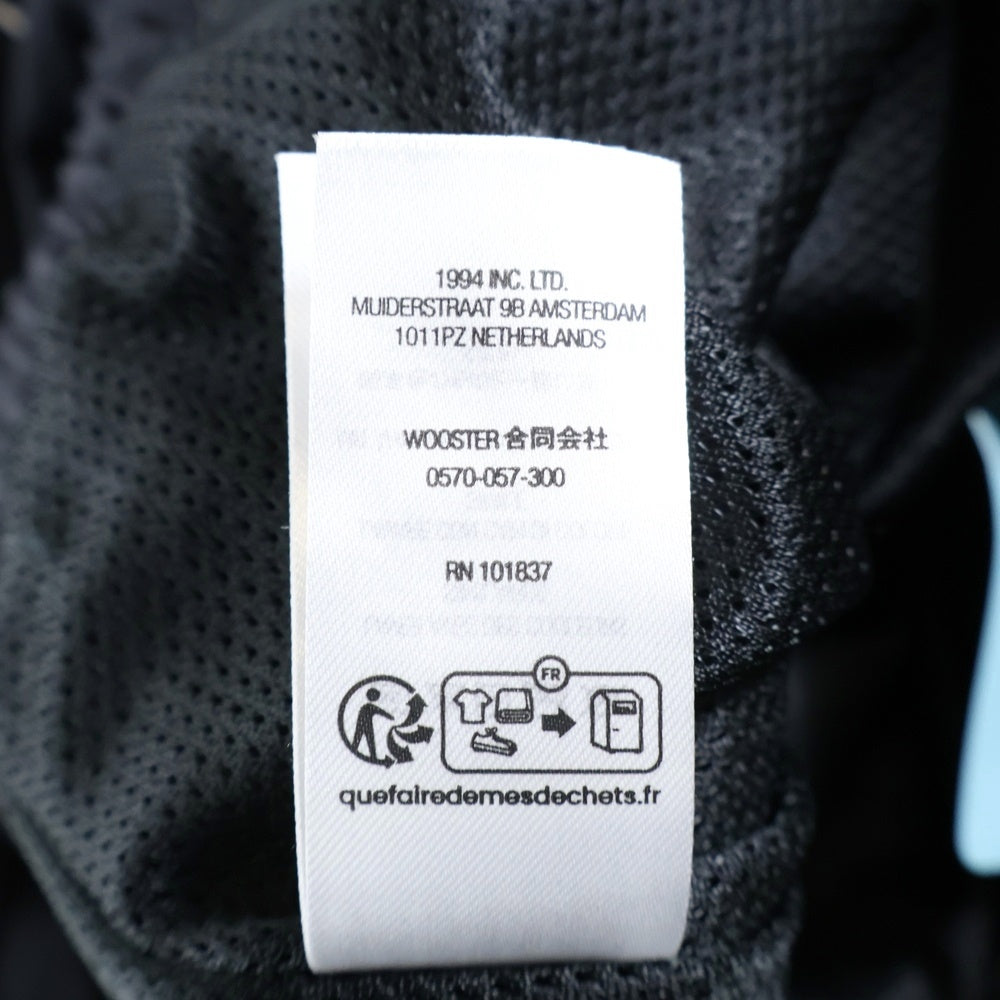 1994 INC. LTD.
MUIDERSTRAAT 9B AMSTERDAM
1011PZ NETHERLANDS
WOOSTER 合同会社
0570-057-300
RN 101837
FR
quefairedemesdechets.fr